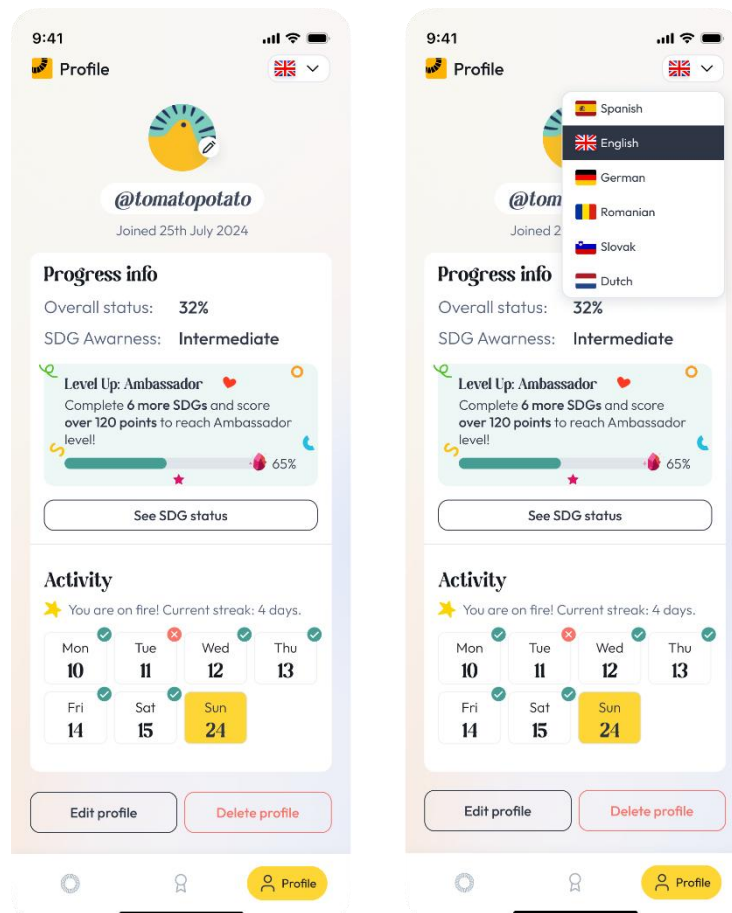 9:41
Profile
@tomatopotato
Joined 25th July 2024
Progress info
Overall status: 32%
SDG Awarness: Intermediate
Level Up: Ambassador
Complete 6 more SDGs and score
over 120 points to reach Ambassador
level!
65%
See SDG status
Activity
You are on fire! Current streak: 4 days.
Mon Tue Wed Thu
10 11 12 13
Fri Sat Sun
14 15 24
Edit profile Delete profile
Profile
9:41
Profile
Spanish
English
German
Romanian
Slovak
Dutch
@tom
Joined 2
Progress info
Overall status: 32%
SDG Awarness: Intermediate
Level Up: Ambassador
Complete 6 more SDGs and score
over 120 points to reach Ambassador
level!
65%
See SDG status
Activity
You are on fire! Current streak: 4 days.
Mon Tue Wed Thu
10 11 12 13
Fri Sat Sun
14 15 24
Edit profile Delete profile
Profile